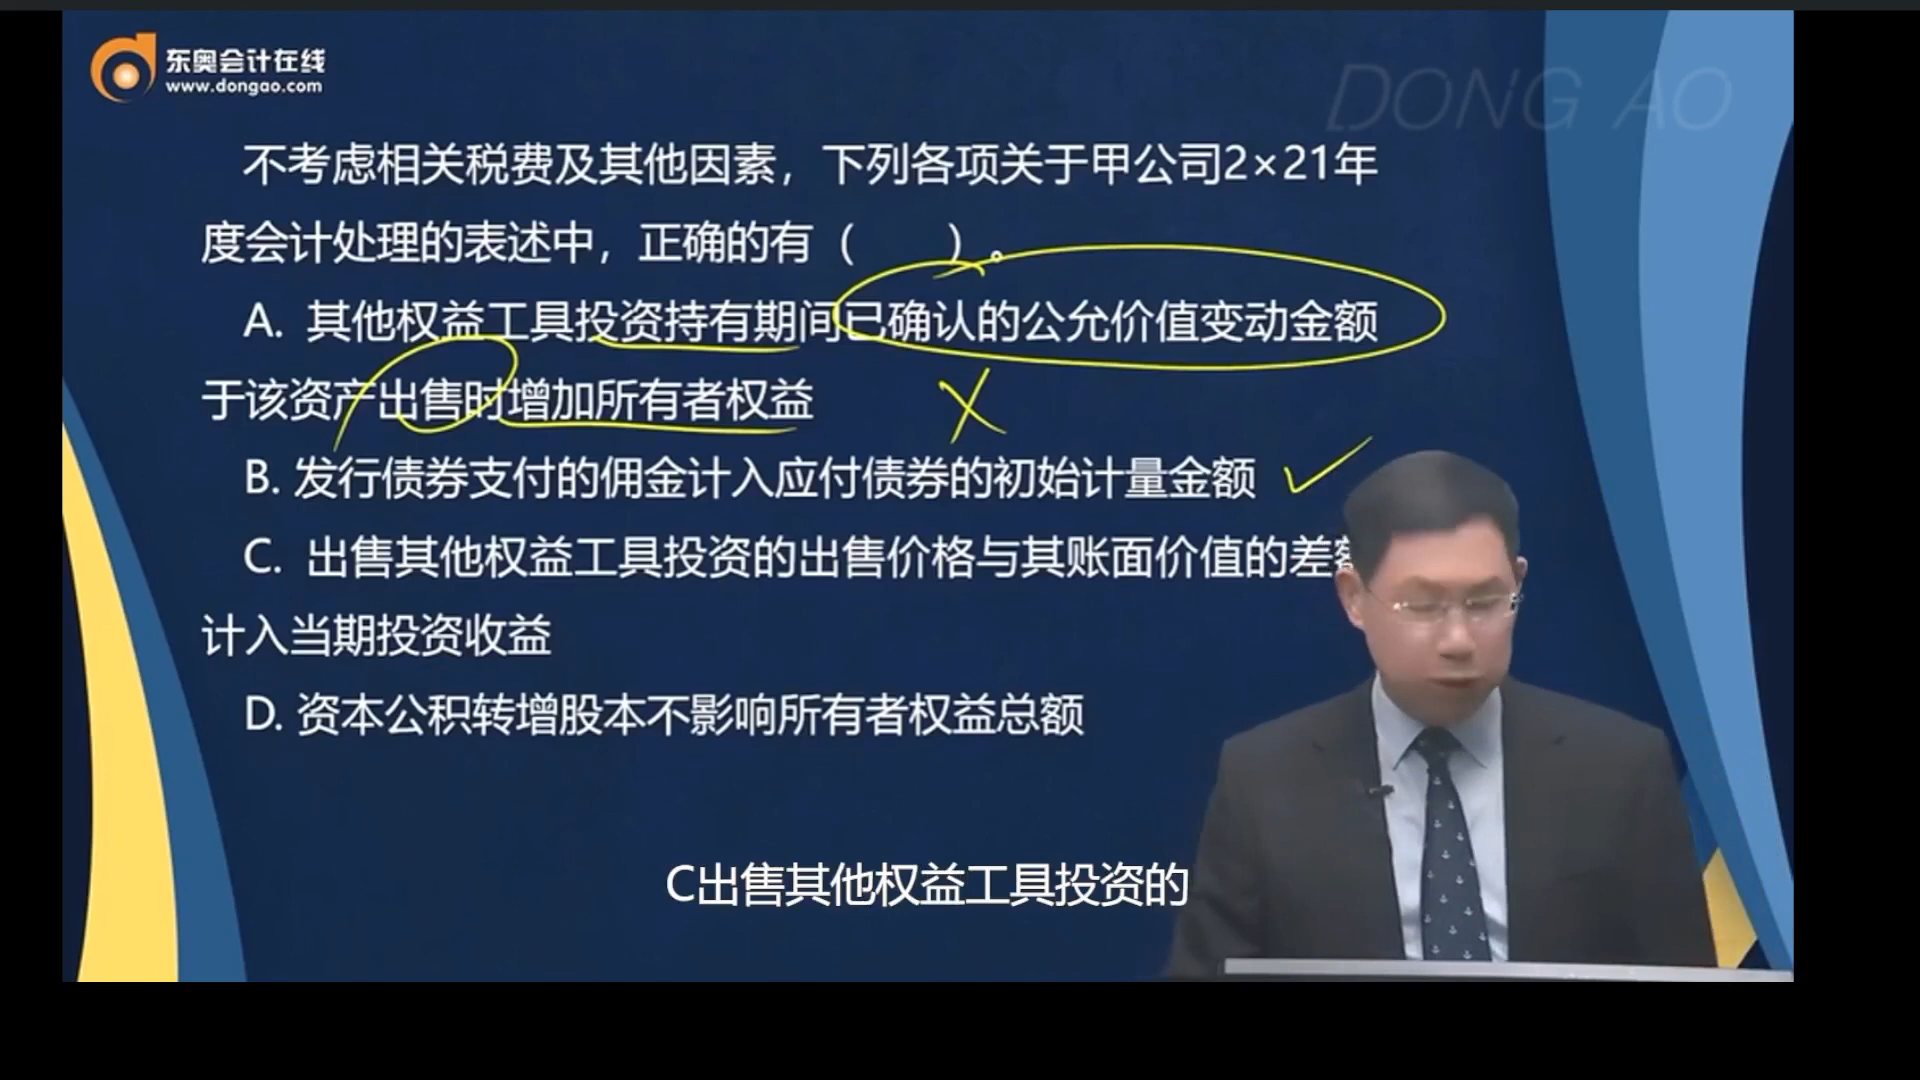 东奥会计在线
www.dongao.com
DONG AO
不考虑相关税费及其他因素，下列各项关于甲公司2×21年
度会计处理的表述中，正确的有（　　）。
A. 其他权益工具投资持有期间已确认的公允价值变动金额
于该资产出售时增加所有者权益
B. 发行债券支付的佣金计入应付债券的初始计量金额
C. 出售其他权益工具投资的出售价格与其账面价值的差额
计入当期投资收益
D. 资本公积转增股本不影响所有者权益总额
C出售其他权益工具投资的